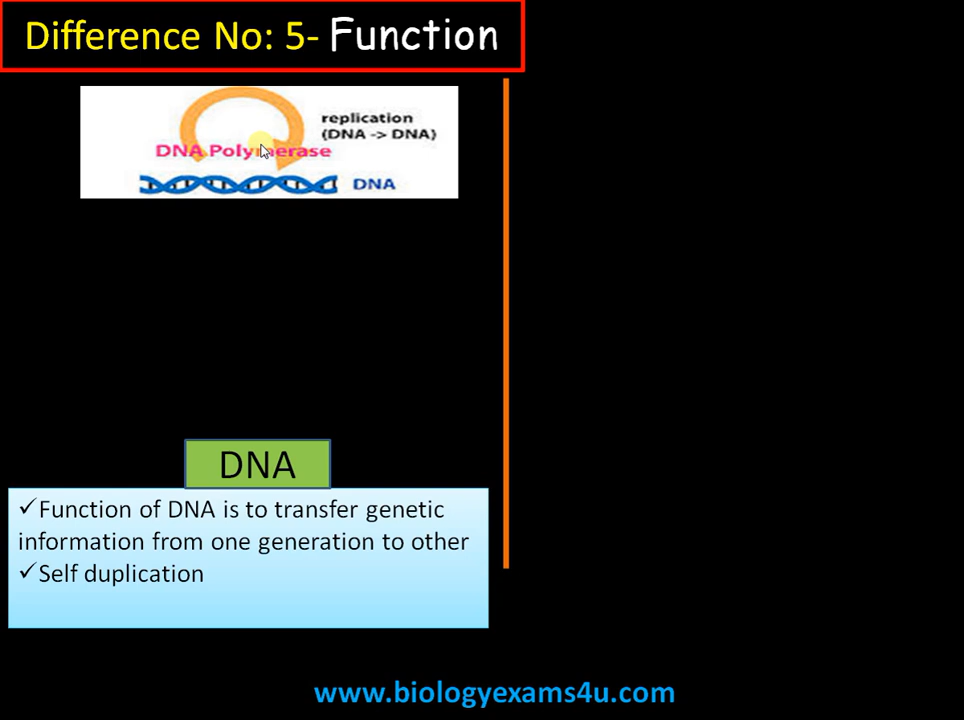 Difference No: 5- Function
replication
(DNA -> DNA)
DNA Polymerase
DNA
DNA
✓Function of DNA is to transfer genetic
information from one generation to other
✓Self duplication
www.biologyexams4u.com